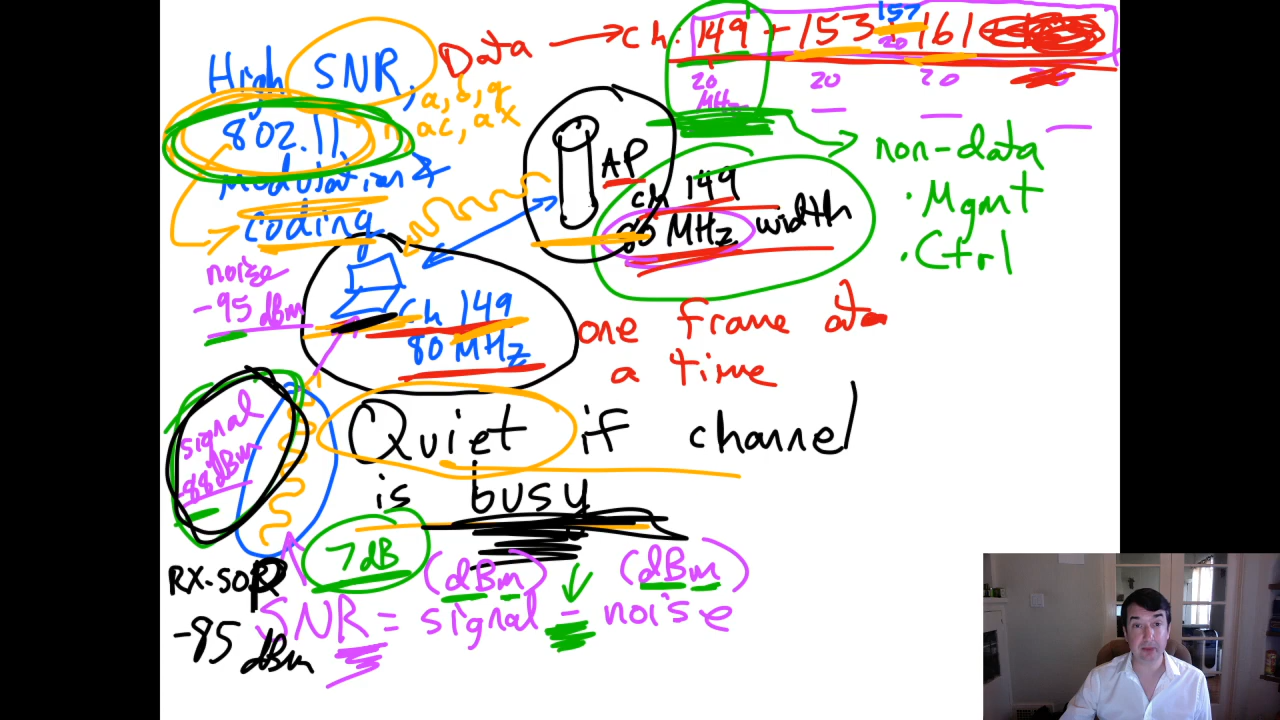 High SNR,
802.11
a, b, g,
n, ac, ax
modulation &
coding
Data → ch. 149 + 153 157 161
20 MHz 20 20 20
non-data
• Mgmt
• Ctrl
AP
ch 149
80 MHz width
noise
-95 dBm
ch 149
80 MHz
one frame at
a time
signal
-88 dBm
Quiet if channel
is busy
7 dB
(dBm) (dBm)
SNR = signal - noise
RX-SOP
-85 dBm